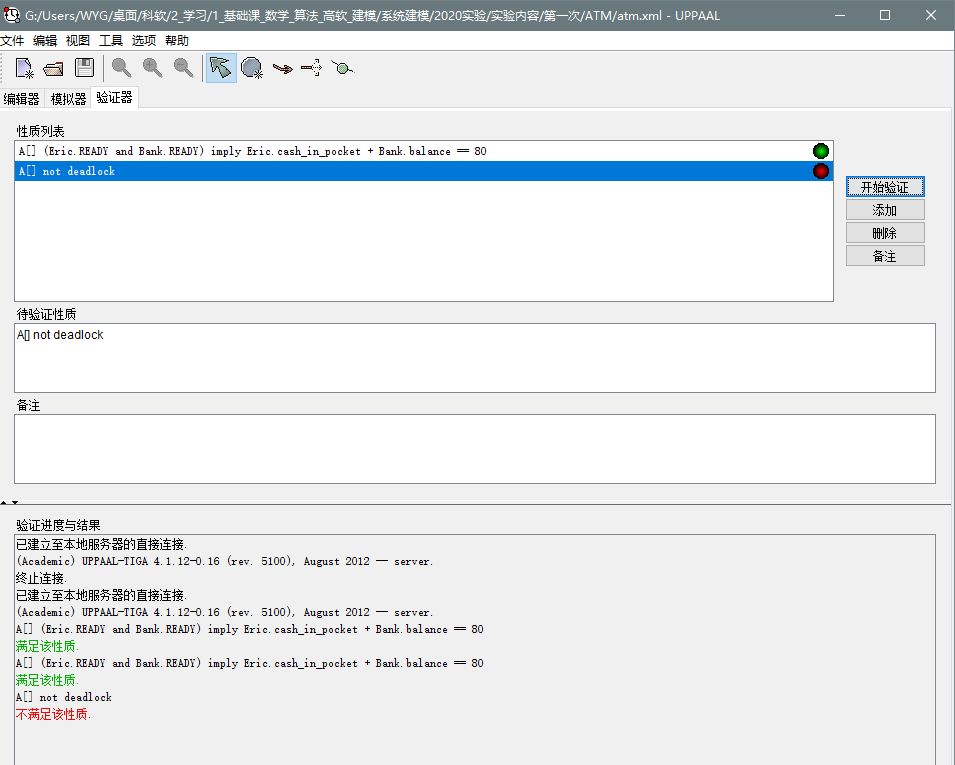 G:/Users/WYG/桌面/科软/2_学习/1_基础课_数学_算法_高软_建模/系统建模/2020实验/实验内容/第一次/ATM/atm.xml - UPPAAL
文件 编辑 视图 工具 选项 帮助
编辑器 模拟器 验证器
性质列表
A[] (Eric.READY and Bank.READY) imply Eric.cash_in_pocket + Bank.balance == 80
A[] not deadlock
开始验证
添加
删除
备注
待验证性质
A[] not deadlock
备注
验证进度与结果
已建立至本地服务器的直接连接.
(Academic) UPPAAL-TIGA 4.1.12-0.16 (rev. 5100), August 2012 -- server.
终止连接.
已建立至本地服务器的直接连接.
(Academic) UPPAAL-TIGA 4.1.12-0.16 (rev. 5100), August 2012 -- server.
A[] (Eric.READY and Bank.READY) imply Eric.cash_in_pocket + Bank.balance == 80
满足该性质.
A[] (Eric.READY and Bank.READY) imply Eric.cash_in_pocket + Bank.balance == 80
满足该性质.
A[] not deadlock
不满足该性质.